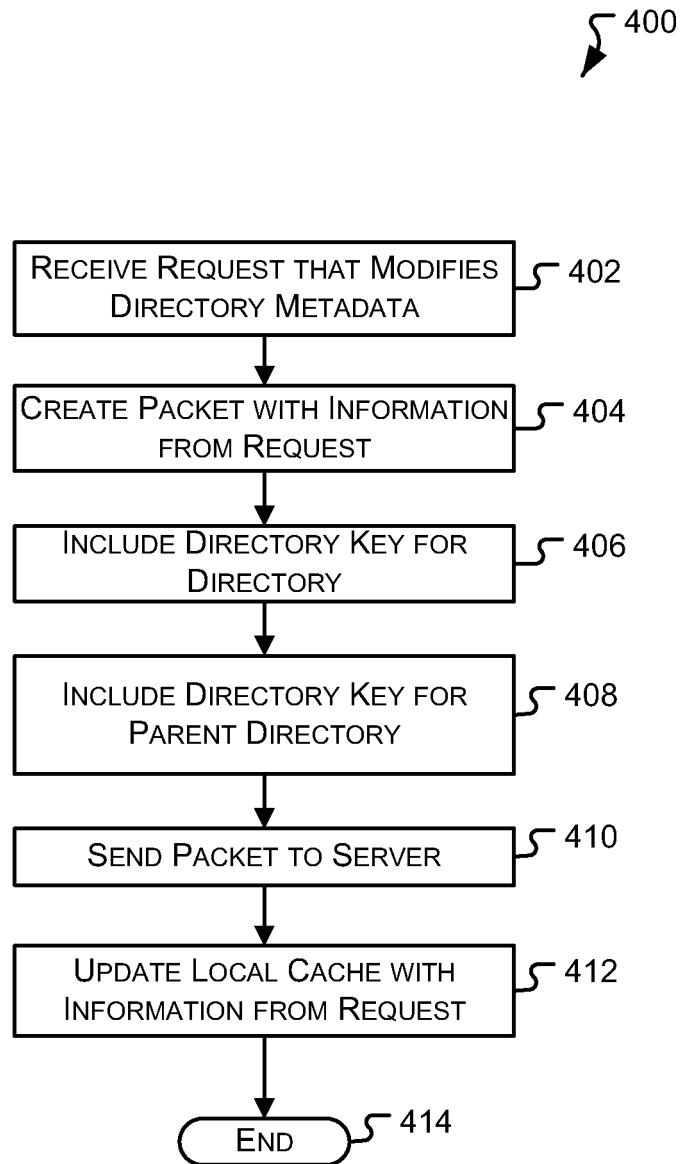 400
RECEIVE REQUEST THAT MODIFIES
DIRECTORY METADATA
402
CREATE PACKET WITH INFORMATION
FROM REQUEST
404
INCLUDE DIRECTORY KEY FOR
DIRECTORY
406
INCLUDE DIRECTORY KEY FOR
PARENT DIRECTORY
408
SEND PACKET TO SERVER
410
UPDATE LOCAL CACHE WITH
INFORMATION FROM REQUEST
412
END
414